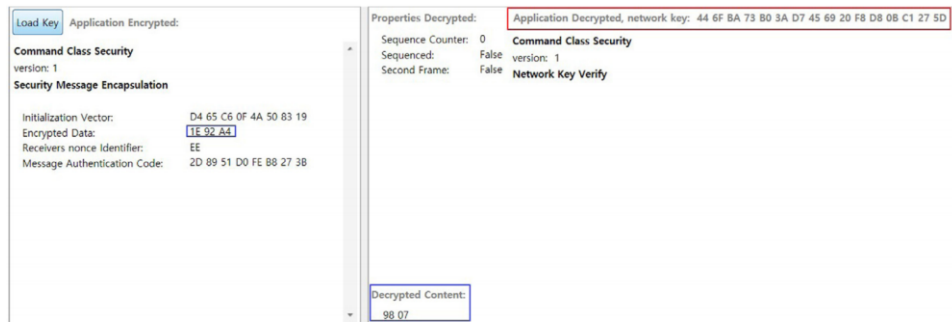 Load Key Application Encrypted:
Command Class Security
version: 1
Security Message Encapsulation
Initialization Vector: D4 65 C6 0F 4A 50 83 19
Encrypted Data: 1E 92 A4
Receivers nonce Identifier: EE
Message Authentication Code: 2D 89 51 D0 FE B8 27 3B
Properties Decrypted:
Sequence Counter: 0
Sequenced: False
Second Frame: False
Application Decrypted, network key: 44 6F BA 73 B0 3A D7 45 69 20 F8 D8 0B C1 27 5D
Command Class Security
version: 1
Network Key Verify
Decrypted Content:
98 07